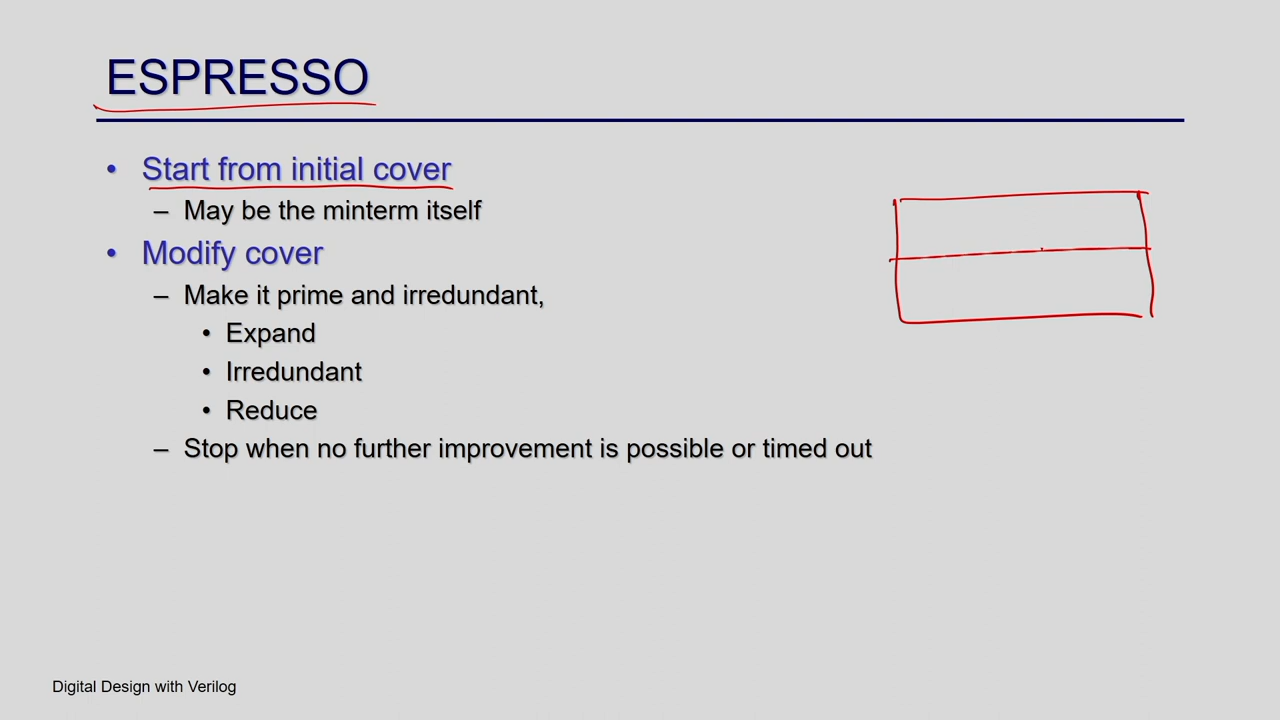 ESPRESSO
• Start from initial cover
– May be the minterm itself
• Modify cover
– Make it prime and irredundant,
• Expand
• Irredundant
• Reduce
– Stop when no further improvement is possible or timed out
Digital Design with Verilog